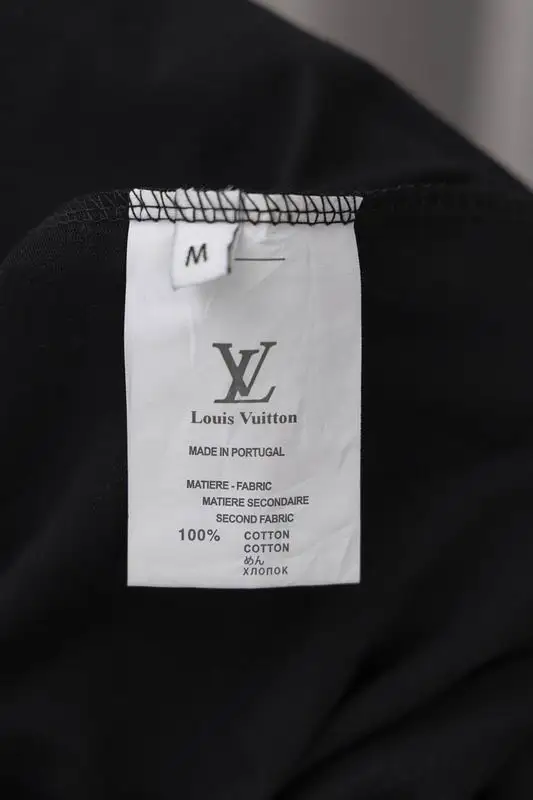 M
LV
Louis Vuitton
MADE IN PORTUGAL
MATIERE - FABRIC
MATIERE SECONDAIRE
SECOND FABRIC
100% COTTON
COTTON
めん
ХЛОПОК